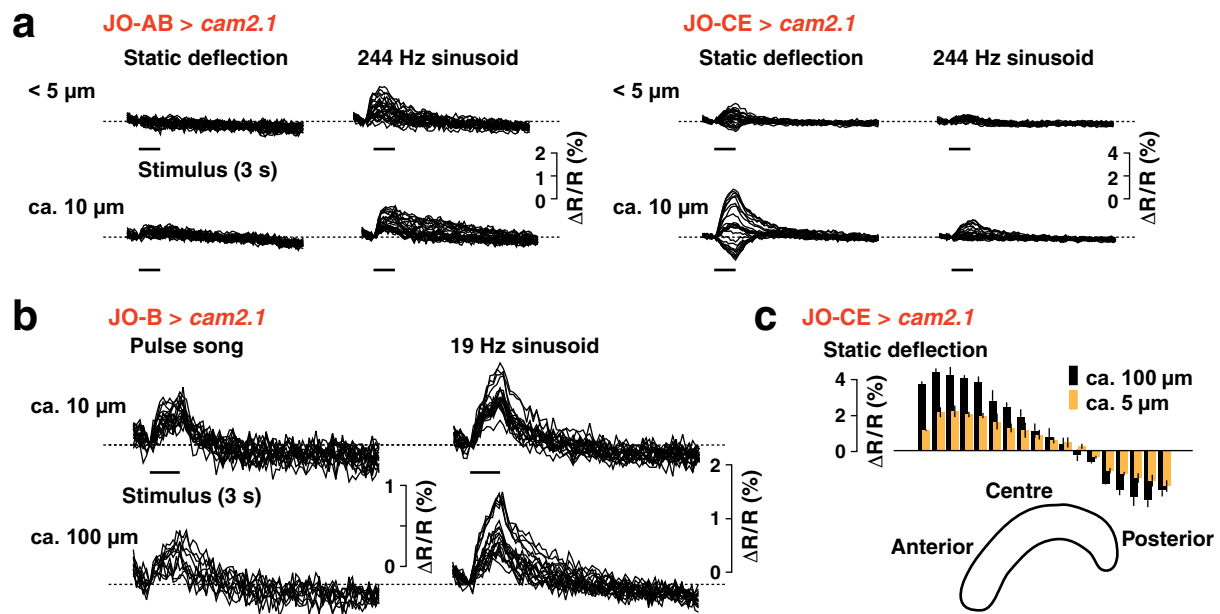 a
JO-AB > cam2.1
JO-CE > cam2.1
Static deflection
244 Hz sinusoid
Static deflection
244 Hz sinusoid
< 5 µm
< 5 µm
Stimulus (3 s)
2
1
0
ΔR/R (%)
4
2
0
ΔR/R (%)
ca. 10 µm
ca. 10 µm
b
JO-B > cam2.1
Pulse song
19 Hz sinusoid
ca. 10 µm
Stimulus (3 s)
1
0
ΔR/R (%)
2
1
0
ΔR/R (%)
ca. 100 µm
c
JO-CE > cam2.1
Static deflection
4
2
0
ΔR/R (%)
ca. 100 µm
ca. 5 µm
Centre
Anterior
Posterior